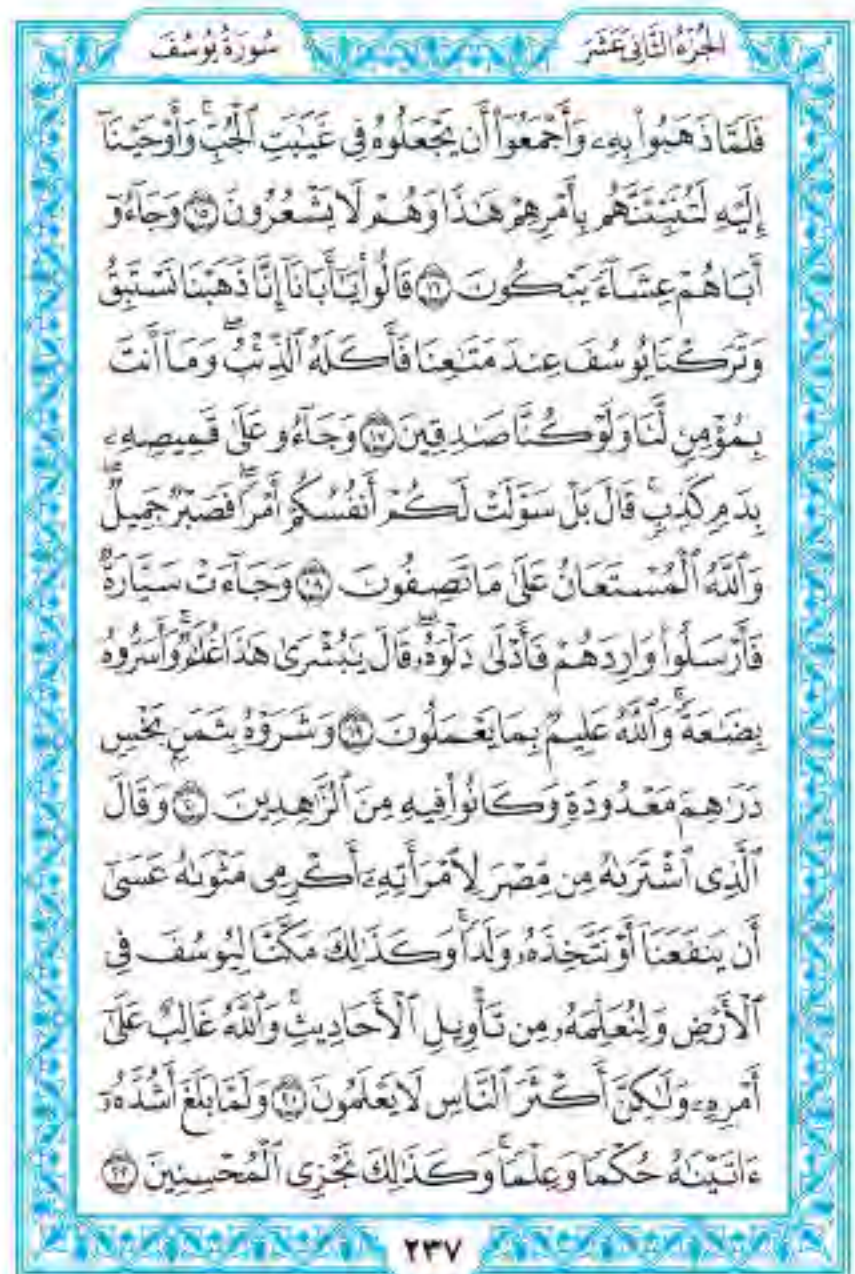 الجُزْءُ الثَّانِي عَشَرَ
سُورَةُ يُوسُفَ
فَلَمَّا ذَهَبُوا۟ بِهِۦ وَأَجْمَعُوٓا۟ أَن يَجْعَلُوهُ فِى غَيَـٰبَتِ ٱلْجُبِّ ۚ وَأَوْحَيْنَآ
إِلَيْهِ لَتُنَبِّئَنَّهُم بِأَمْرِهِمْ هَـٰذَا وَهُمْ لَا يَشْعُرُونَ ١٥ وَجَآءُوٓ
أَبَاهُمْ عِشَآءً يَبْكُونَ ١٦ قَالُوا۟ يَـٰٓأَبَانَآ إِنَّا ذَهَبْنَا نَسْتَبِقُ
وَتَرَكْنَا يُوسُفَ عِندَ مَتَـٰعِنَا فَأَكَلَهُ ٱلذِّئْبُ ۖ وَمَآ أَنتَ
بِمُؤْمِنٍ لَّنَا وَلَوْ كُنَّا صَـٰدِقِينَ ١٧ وَجَآءُو عَلَىٰ قَمِيصِهِۦ
بِدَمٍ كَذِبٍ ۚ قَالَ بَلْ سَوَّلَتْ لَكُمْ أَنفُسُكُمْ أَمْرًا ۖ فَصَبْرٌ جَمِيلٌ ۖ
وَٱللَّهُ ٱلْمُسْتَعَانُ عَلَىٰ مَا تَصِفُونَ ١٨ وَجَآءَتْ سَيَّارَةٌ
فَأَرْسَلُوا۟ وَارِدَهُمْ فَأَدْلَىٰ دَلْوَهُۥ ۖ قَالَ يَـٰبُشْرَىٰ هَـٰذَا غُلَـٰمٌ ۚ وَأَسَرُّوهُ
بِضَـٰعَةً ۚ وَٱللَّهُ عَلِيمٌۢ بِمَا يَعْمَلُونَ ١٩ وَشَرَوْهُ بِثَمَنٍۭ بَخْسٍ
دَرَٰهِمَ مَعْدُودَةٍ وَكَانُوا۟ فِيهِ مِنَ ٱلزَّٰهِدِينَ ٢٠ وَقَالَ
ٱلَّذِى ٱشْتَرَىٰهُ مِن مِّصْرَ لِٱمْرَأَتِهِۦٓ أَكْرِمِى مَثْوَىٰهُ عَسَىٰٓ
أَن يَنفَعَنَآ أَوْ نَتَّخِذَهُۥ وَلَدًا ۚ وَكَذَٰلِكَ مَكَّنَّا لِيُوسُفَ فِى
ٱلْأَرْضِ وَلِنُعَلِّمَهُۥ مِن تَأْوِيلِ ٱلْأَحَادِيثِ ۚ وَٱللَّهُ غَالِبٌ عَلَىٰٓ
أَمْرِهِۦ وَلَـٰكِنَّ أَكْثَرَ ٱلنَّاسِ لَا يَعْلَمُونَ ٢١ وَلَمَّا بَلَغَ أَشُدَّهُۥٓ
ءَاتَيْنَـٰهُ حُكْمًا وَعِلْمًا ۚ وَكَذَٰلِكَ نَجْزِى ٱلْمُحْسِنِينَ ٢٢
٢٣٧